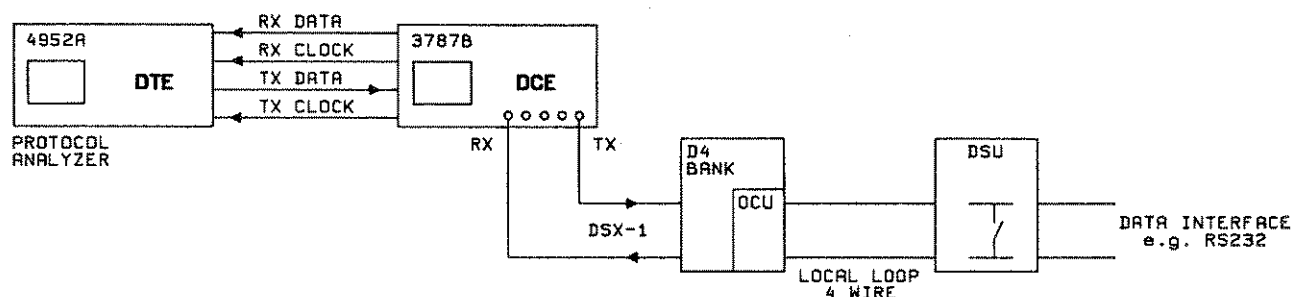 RX DATA
4952A
3787B
RX CLOCK
DTE
TX DATA
DCE
TX CLOCK
PROTOCOL
ANALYZER
RX
TX
D4
BANK
DSU
OCU
DSX-1
DATA INTERFACE
e.g. RS232
LOCAL LOOP
4 WIRE